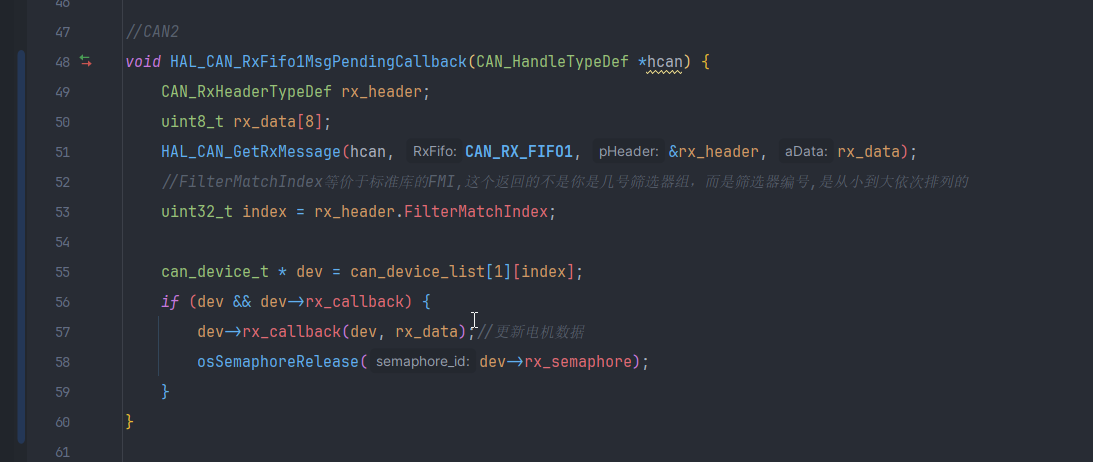 46
47 //CAN2
48 void HAL_CAN_RxFifo1MsgPendingCallback(CAN_HandleTypeDef *hcan) {
49 CAN_RxHeaderTypeDef rx_header;
50 uint8_t rx_data[8];
51 HAL_CAN_GetRxMessage(hcan, RxFifo: CAN_RX_FIFO1, pHeader: &rx_header, aData: rx_data);
52 //FilterMatchIndex等价于标准库的FMI,这个返回的不是你是几号筛选器组，而是筛选器编号,是从小到大依次排列的
53 uint32_t index = rx_header.FilterMatchIndex;
54
55 can_device_t * dev = can_device_list[1][index];
56 if (dev && dev->rx_callback) {
57 dev->rx_callback(dev, rx_data);//更新电机数据
58 osSemaphoreRelease( semaphore_id: dev->rx_semaphore);
59 }
60 }
61